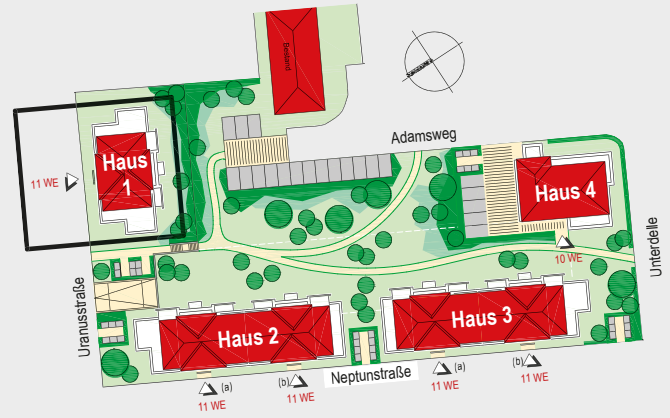 Bestand
Adamsweg
Haus
1
11 WE
Haus 4
10 WE
Unterdelle
Uranusstraße
Haus 2
Haus 3
(a)
11 WE
(b)
11 WE
Neptunstraße
(a)
11 WE
(b)
11 WE